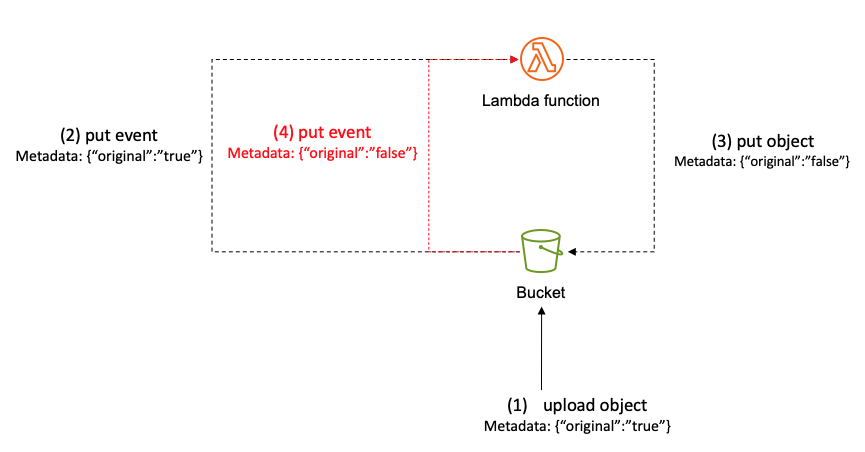 Lambda function
(2) put event
Metadata: {“original”:”true”}
(4) put event
Metadata: {“original”:”false”}
(3) put object
Metadata: {“original”:”false”}
Bucket
(1) upload object
Metadata: {“original”:”true”}